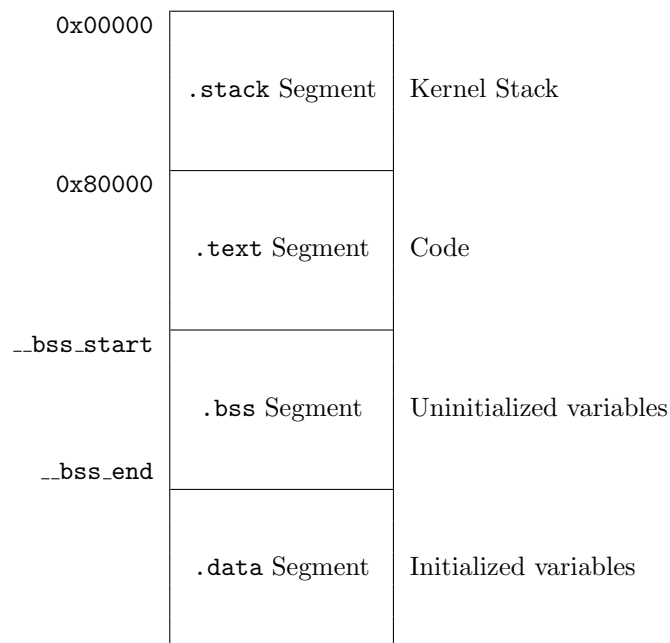 0x00000
.stack Segment Kernel Stack
0x80000
.text Segment Code
__bss_start
.bss Segment Uninitialized variables
__bss_end
.data Segment Initialized variables